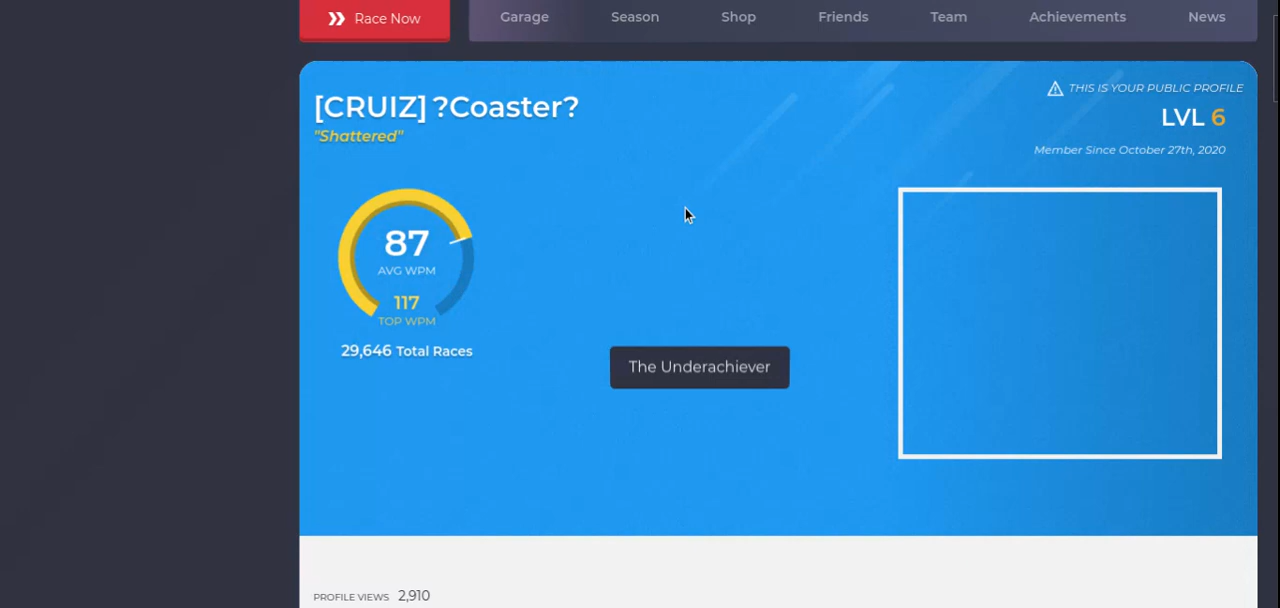 Race Now
Garage Season Shop Friends Team Achievements News
[CRUIZ] ?Coaster?
"Shattered"
THIS IS YOUR PUBLIC PROFILE
LVL 6
Member Since October 27th, 2020
87
AVG WPM
117
TOP WPM
29,646 Total Races
The Underachiever
PROFILE VIEWS 2,910